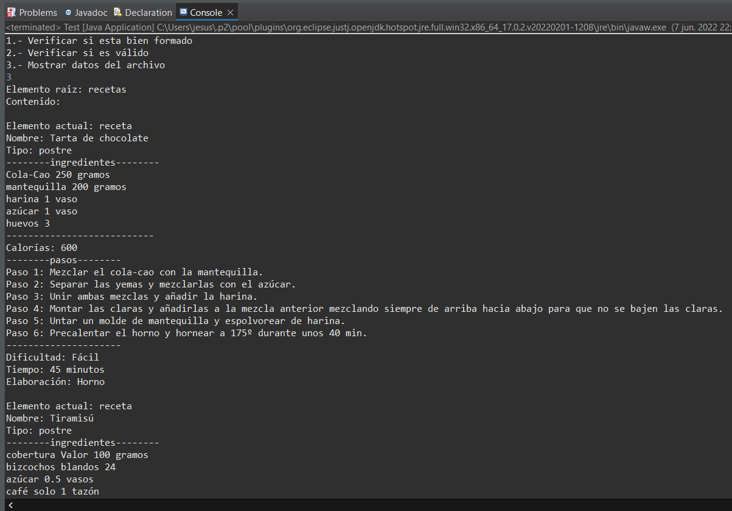 Problems Javadoc Declaration Console
<terminated> Test [Java Application] C:\Users\jesus\.p2\pool\plugins\org.eclipse.justj.openjdk.hotspot.jre.full.win32.x86_64_17.0.2.v20220201-1208\jre\bin\javaw.exe (7 jun. 2022 22:
1.- Verificar si esta bien formado
2.- Verificar si es válido
3.- Mostrar datos del archivo
3
Elemento raiz: recetas
Contenido:
Elemento actual: receta
Nombre: Tarta de chocolate
Tipo: postre
--------ingredientes--------
Cola-Cao 250 gramos
mantequilla 200 gramos
harina 1 vaso
azúcar 1 vaso
huevos 3
---------------------------
Calorías: 600
--------pasos--------
Paso 1: Mezclar el cola-cao con la mantequilla.
Paso 2: Separar las yemas y mezclarlas con el azúcar.
Paso 3: Unir ambas mezclas y añadir la harina.
Paso 4: Montar las claras y añadirlas a la mezcla anterior mezclando siempre de arriba hacia abajo para que no se bajen las claras.
Paso 5: Untar un molde de mantequilla y espolvorear de harina.
Paso 6: Precalentar el horno y hornear a 175º durante unos 40 min.
---------------------
Dificultad: Fácil
Tiempo: 45 minutos
Elaboración: Horno
Elemento actual: receta
Nombre: Tiramisú
Tipo: postre
--------ingredientes--------
cobertura Valor 100 gramos
bizcochos blandos 24
azúcar 0.5 vasos
café solo 1 tazón